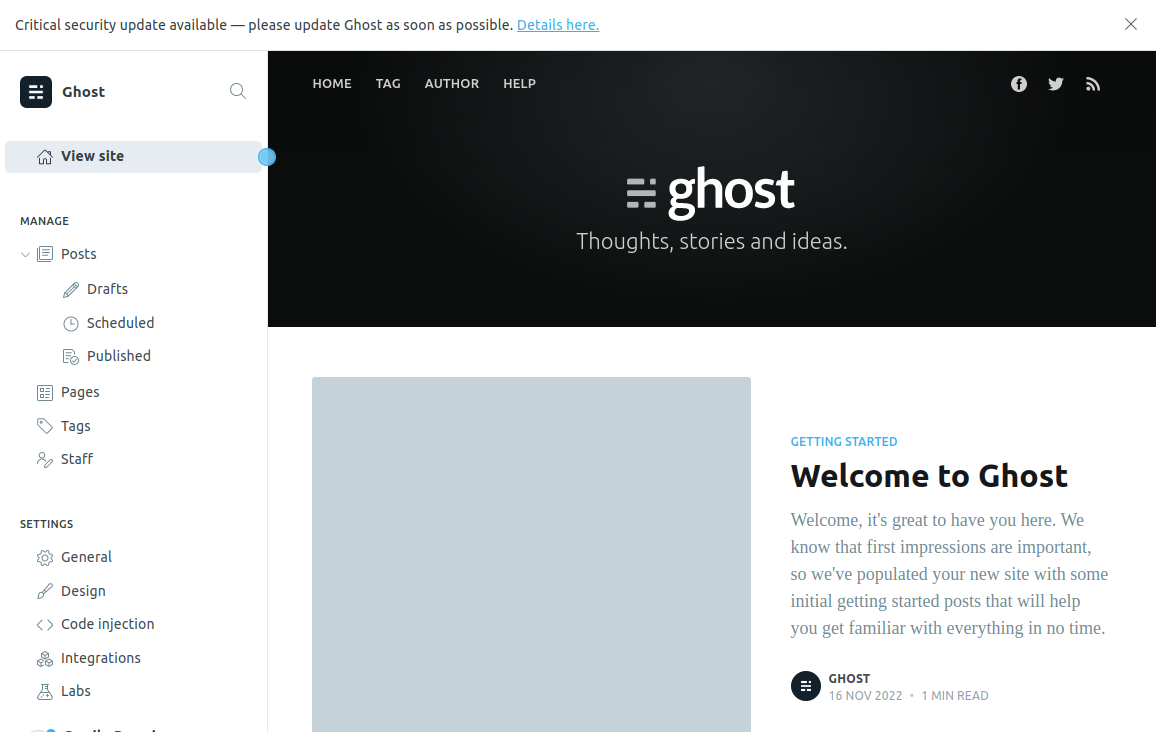 Critical security update available — please update Ghost as soon as possible. Details here.
Ghost
View site
MANAGE
Posts
Drafts
Scheduled
Published
Pages
Tags
Staff
SETTINGS
General
Design
Code injection
Integrations
Labs
HOME TAG AUTHOR HELP
ghost
Thoughts, stories and ideas.
GETTING STARTED
Welcome to Ghost
Welcome, it's great to have you here. We
know that first impressions are important,
so we've populated your new site with some
initial getting started posts that will help
you get familiar with everything in no time.
GHOST
16 NOV 2022 • 1 MIN READ